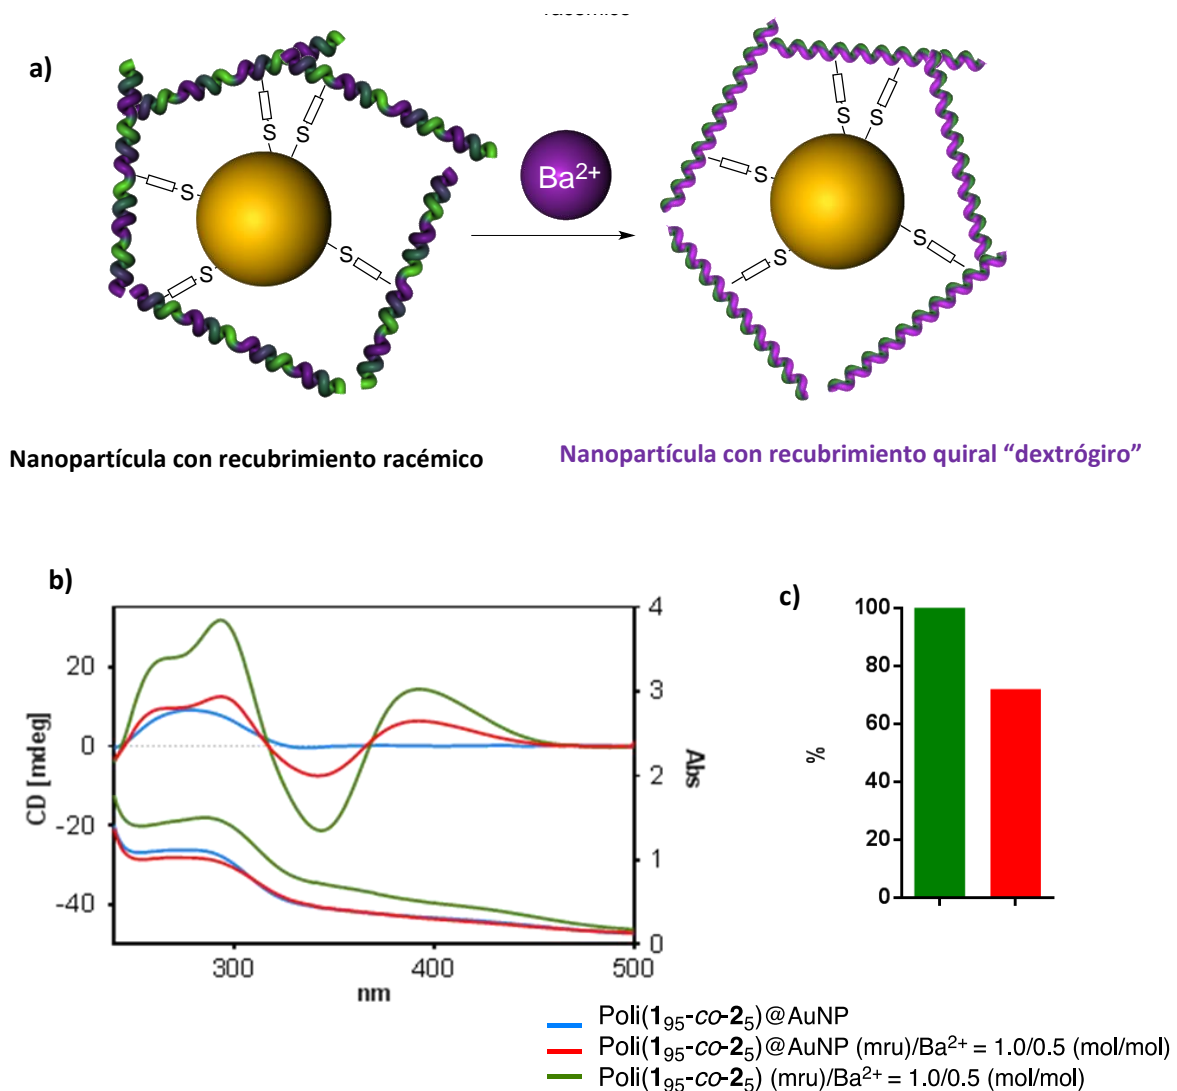 a)
S
S
S
S
S
Ba²⁺
S
S
S
S
S
Nanopartícula con recubrimiento racémico
Nanopartícula con recubrimiento quiral “dextrógiro”
b)
CD [mdeg]
20
0
-20
-40
4
3
2
1
0
Abs
300
400
500
nm
c)
%
100
80
60
40
20
0
Poli(1₉₅-co-2₅)@AuNP
Poli(1₉₅-co-2₅)@AuNP (mru)/Ba²⁺ = 1.0/0.5 (mol/mol)
Poli(1₉₅-co-2₅) (mru)/Ba²⁺ = 1.0/0.5 (mol/mol)